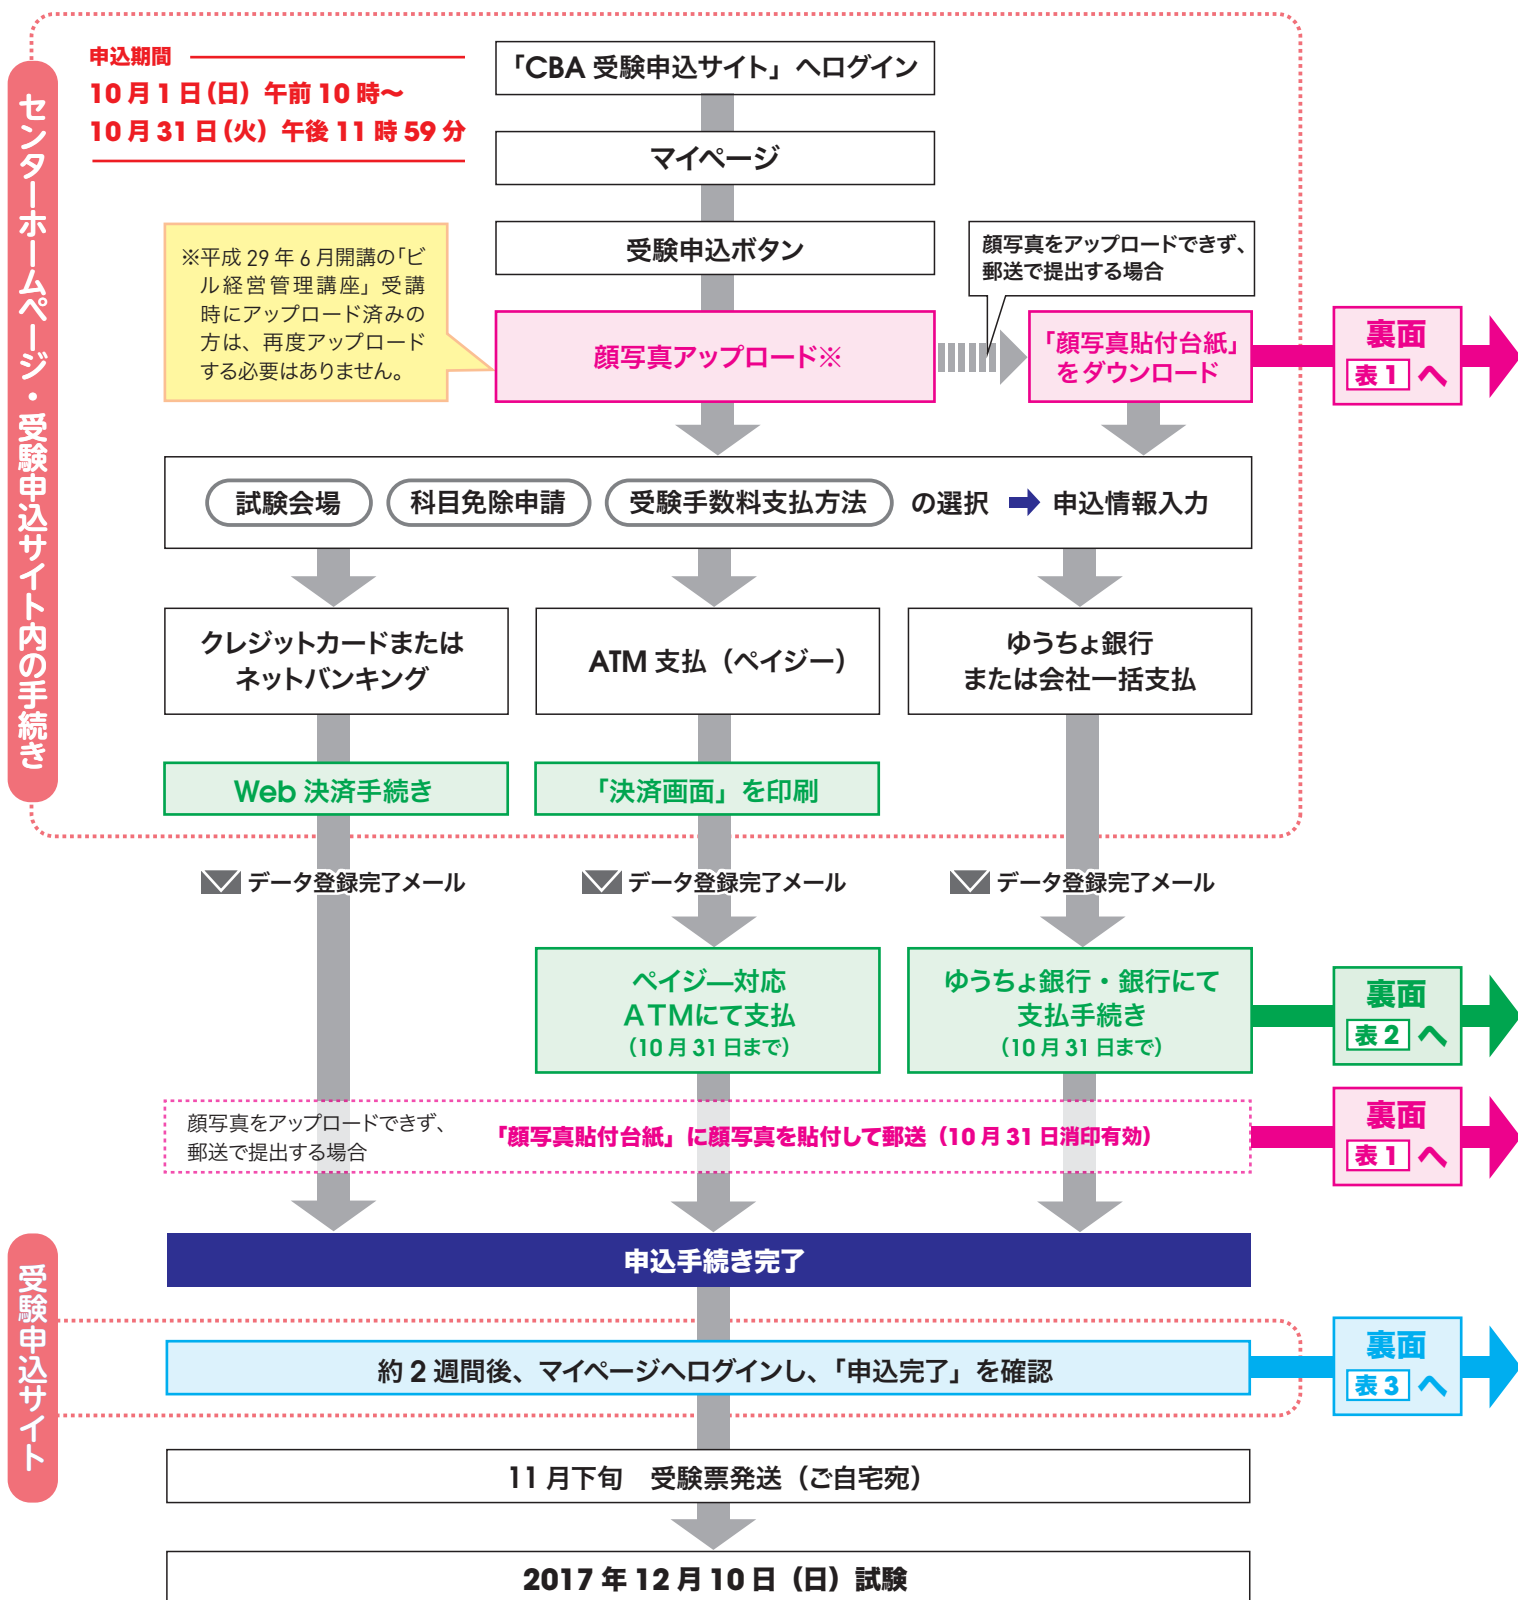 センターホームページ・受験申込サイト内の手続き
申込期間
10月1日（日）午前10時～
10月31日（火）午後11時59分
「CBA 受験申込サイト」へログイン
マイページ
受験申込ボタン
※平成29年6月開講の「ビ
ル経営管理講座」受講
時にアップロード済みの
方は、再度アップロード
する必要はありません。
顔写真アップロード※
顔写真をアップロードできず、
郵送で提出する場合
「顔写真貼付台紙」
をダウンロード
裏面
表1 へ
試験会場 科目免除申請 受験手数料支払方法 の選択 ➡ 申込情報入力
クレジットカードまたは
ネットバンキング
ATM 支払（ペイジー）
ゆうちょ銀行
または会社一括支払
Web 決済手続き
「決済画面」を印刷
データ登録完了メール
データ登録完了メール
データ登録完了メール
ペイジ―対応
ATMにて支払
（10月31日まで）
ゆうちょ銀行・銀行にて
支払手続き
（10月31日まで）
裏面
表2 へ
顔写真をアップロードできず、
郵送で提出する場合
「顔写真貼付台紙」に顔写真を貼付して郵送（10月31日消印有効）
裏面
表1 へ
申込手続き完了
受験申込サイト
約2週間後、マイページへログインし、「申込完了」を確認
裏面
表3 へ
11月下旬　受験票発送（ご自宅宛）
2017年12月10日（日）試験